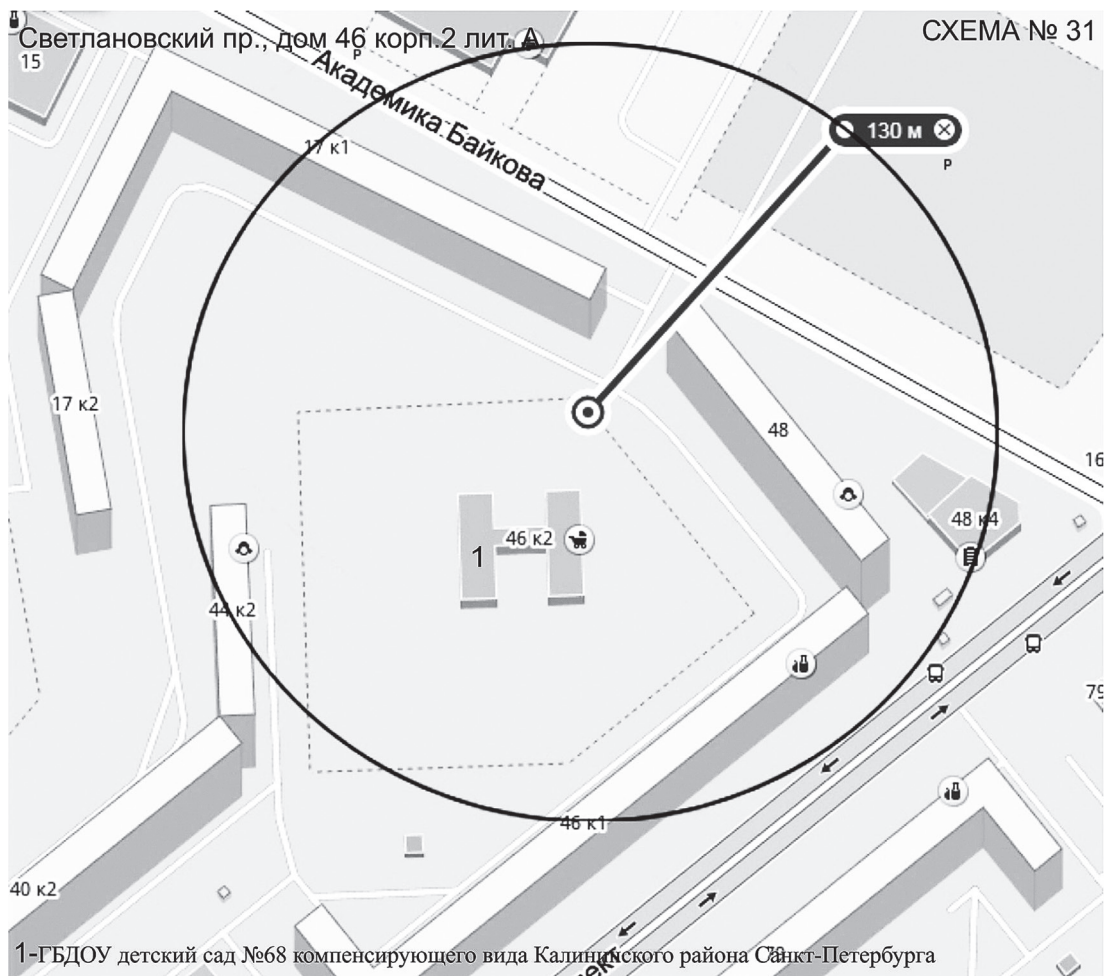 Светлановский пр., дом 46 корп.2 лит. А
СХЕМА № 31
15
Р
Академика Байкова
17 к1
130 м
Р
17 к2
48
16
48 к4
46 к2
1
44 к2
79
46 к1
40 к2
1-ГБДОУ детский сад №68 компенсирующего вида Калининского района Санкт-Петербурга